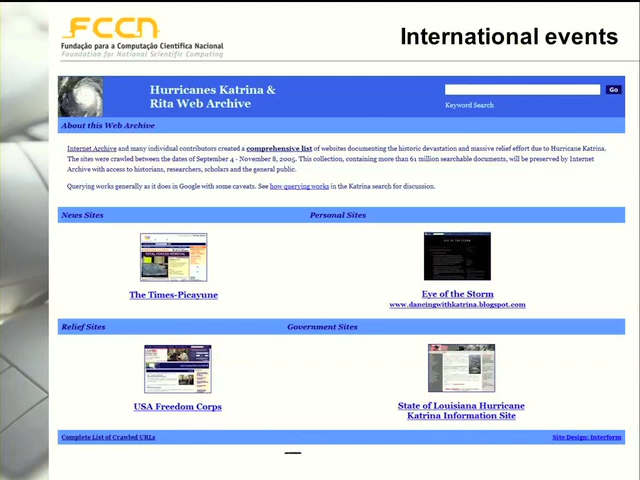 FCCN
Fundação para a Computação Científica Nacional
Foundation for National Scientific Computing
International events
Hurricanes Katrina &
Rita Web Archive
Go
Keyword Search
About this Web Archive
Internet Archive and many individual contributors created a comprehensive list of websites documenting the historic devastation and massive relief effort due to Hurricane Katrina.
The sites were crawled between the dates of September 4 - November 8, 2005. This collection, containing more than 61 million searchable documents, will be preserved by Internet
Archive with access to historians, researchers, scholars and the general public.
Querying works generally as it does in Google with some caveats. See how querying works in the Katrina search for discussion.
News Sites
Personal Sites
EYE OF THE STORM
The Times-Picayune
Eye of the Storm
www.dancingwithkatrina.blogspot.com
Relief Sites
Government Sites
USA Freedom Corps
State of Louisiana Hurricane
Katrina Information Site
Complete List of Crawled URLs
Site Design: Interform